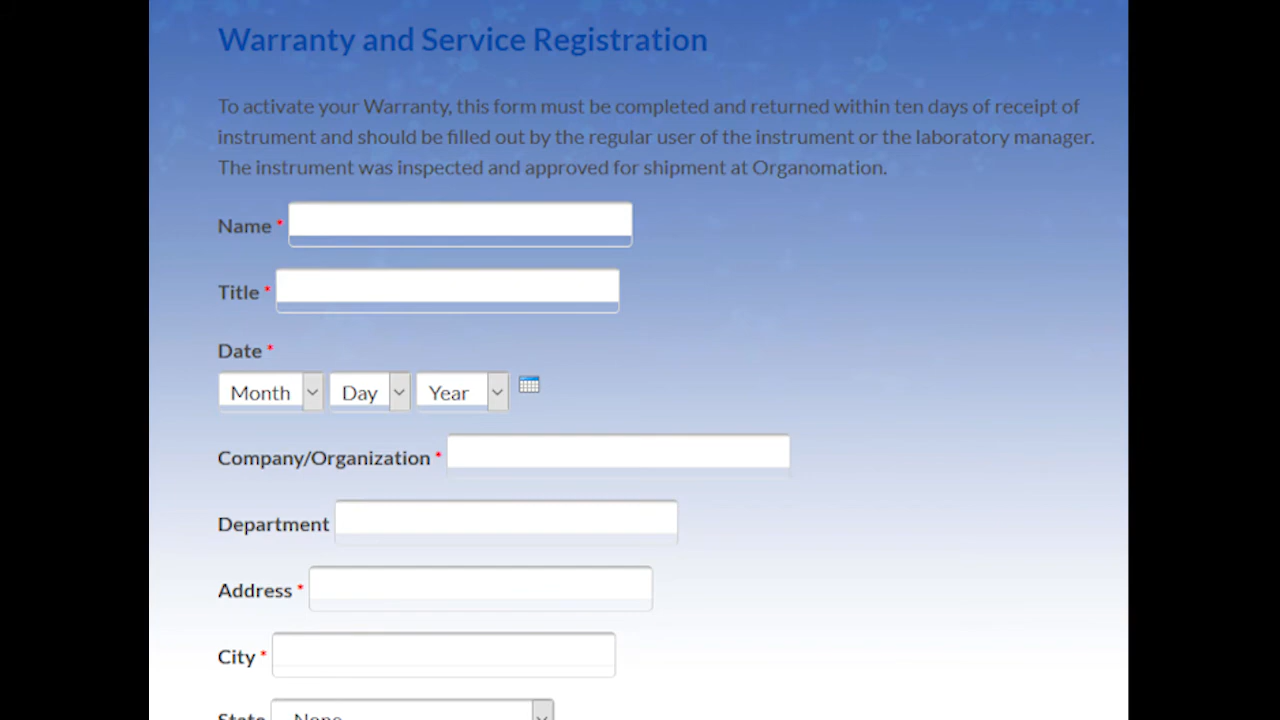 Warranty and Service Registration
To activate your Warranty, this form must be completed and returned within ten days of receipt of
instrument and should be filled out by the regular user of the instrument or the laboratory manager.
The instrument was inspected and approved for shipment at Organomation.
Name *
Title *
Date *
Month Day Year
Company/Organization *
Department
Address *
City *
State - None